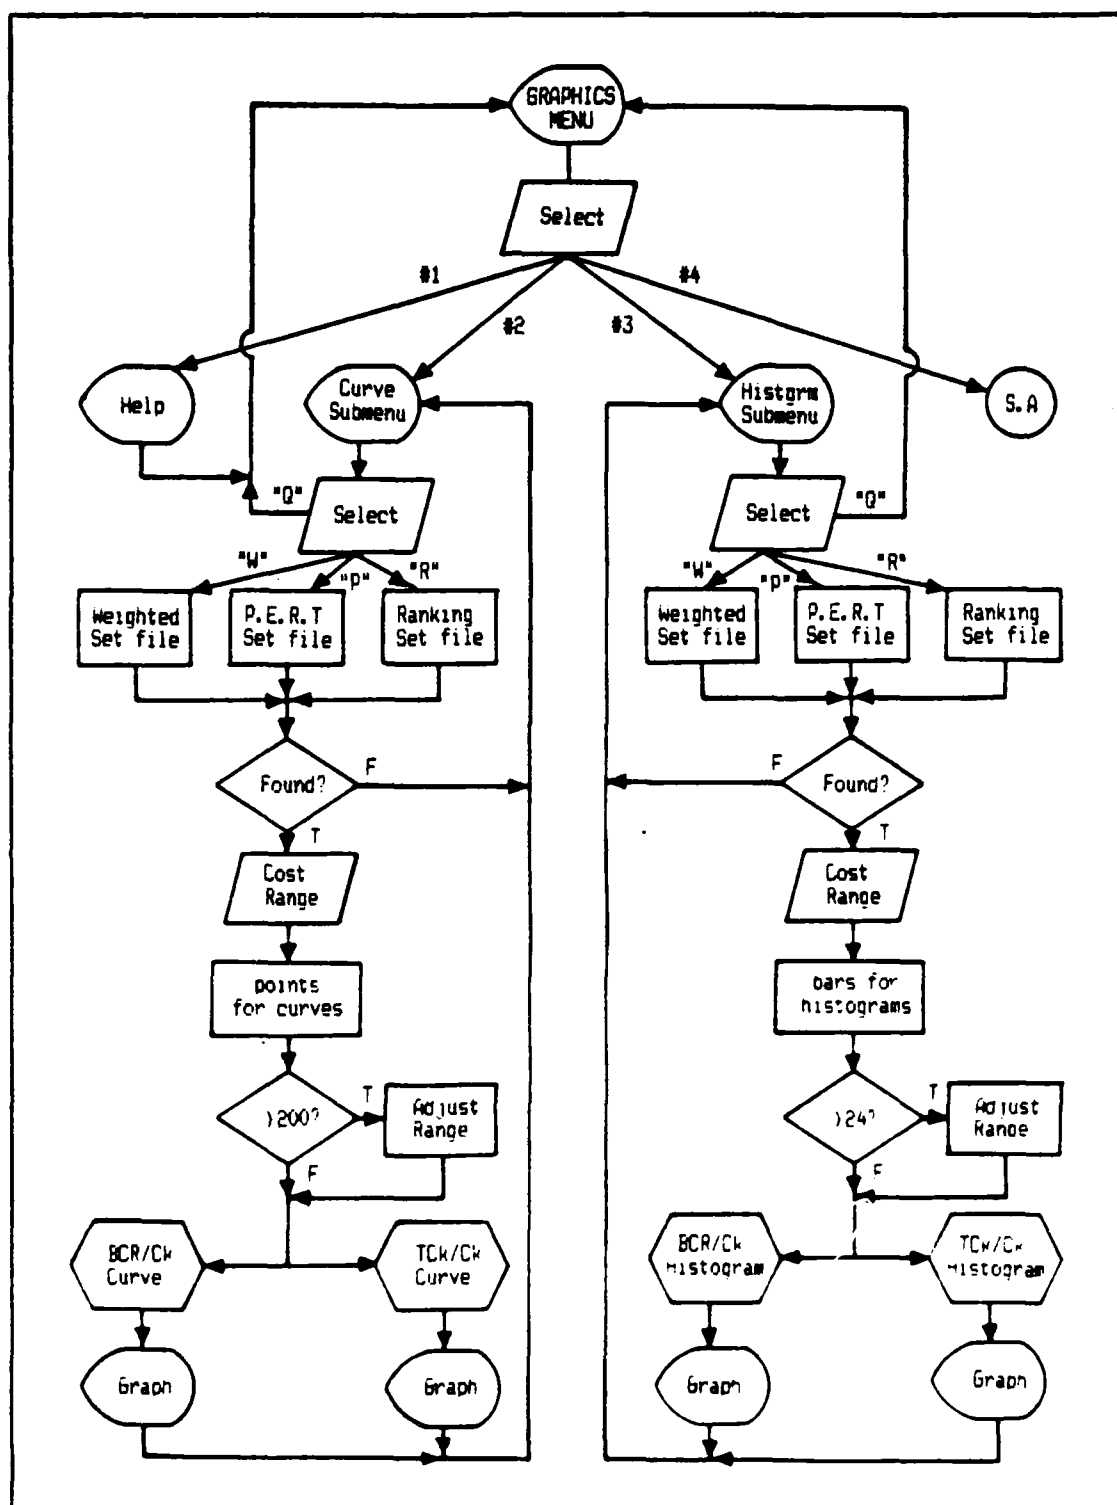 GRAPHICS
MENU
Select
#1
#2
#3
#4
Help
Curve
Submenu
Histgrm
Submenu
S.A
"Q"
Select
Select
"Q"
"W"
"P"
"R"
"W"
"P"
"R"
Weighted
Set file
P.E.R.T
Set file
Ranking
Set file
Weighted
Set file
P.E.R.T
Set file
Ranking
Set file
Found?
F
F
Found?
T
T
Cost
Range
Cost
Range
points
for curves
bars for
histograms
>200?
T
Adjust
Range
>24?
T
Adjust
Range
F
F
BCR/Ck
Curve
TCk/Ck
Curve
BCR/Ck
Histogram
TCk/Ck
Histogram
Graph
Graph
Graph
Graph